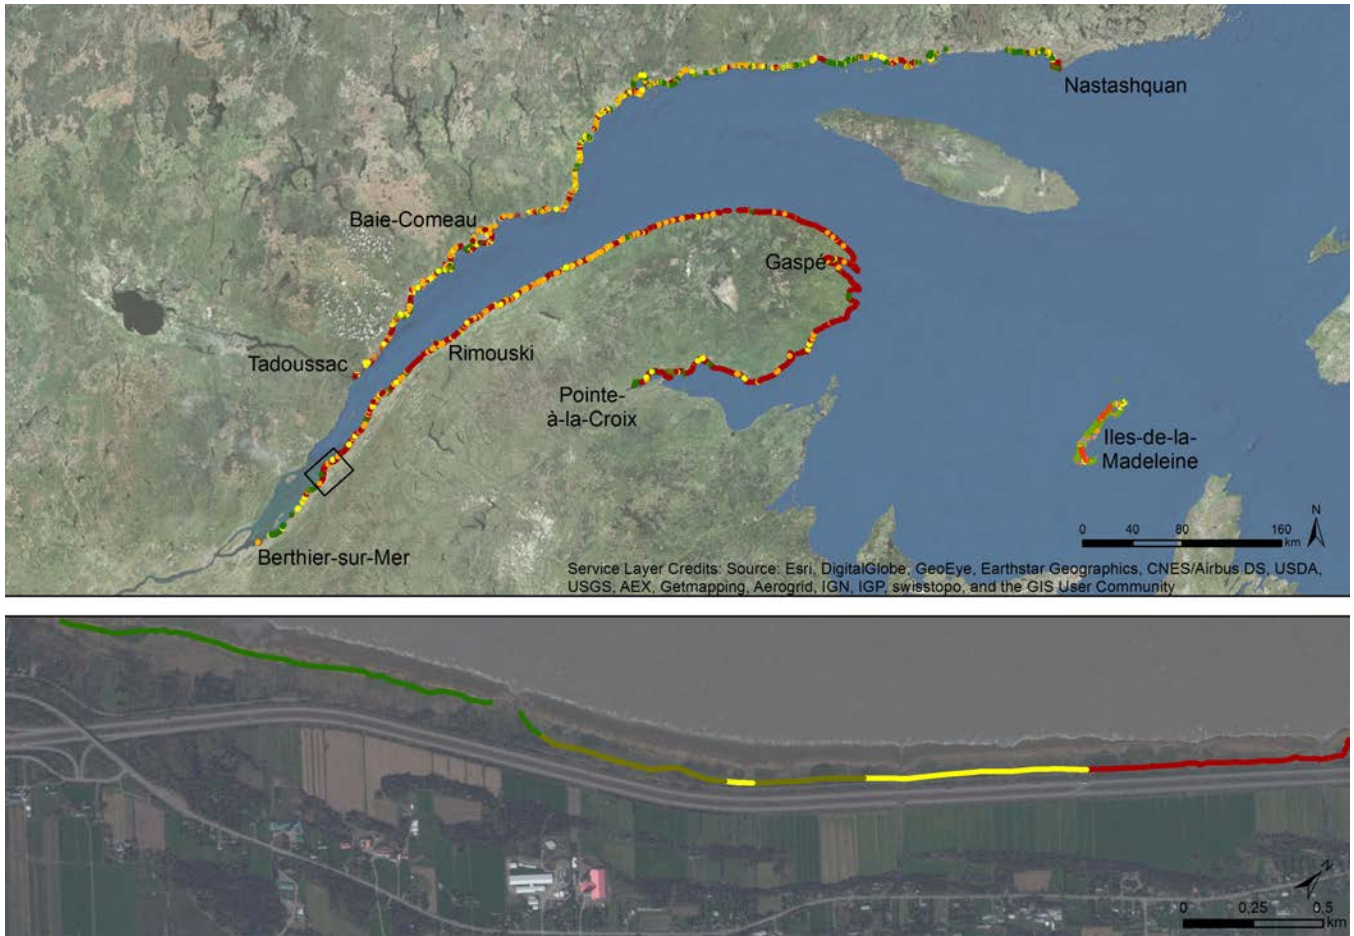 Nastashquan
Baie-Comeau
Gaspé
Tadoussac
Rimouski
Pointe-
à-la-Croix
Iles-de-la-
Madeleine
N
0 40 80 160
km
Berthier-sur-Mer
Service Layer Credits: Source: Esri, DigitalGlobe, GeoEye, Earthstar Geographics, CNES/Airbus DS, USDA,
USGS, AEX, Getmapping, Aerogrid, IGN, IGP, swisstopo, and the GIS User Community
N
0 0,25 0,5
km